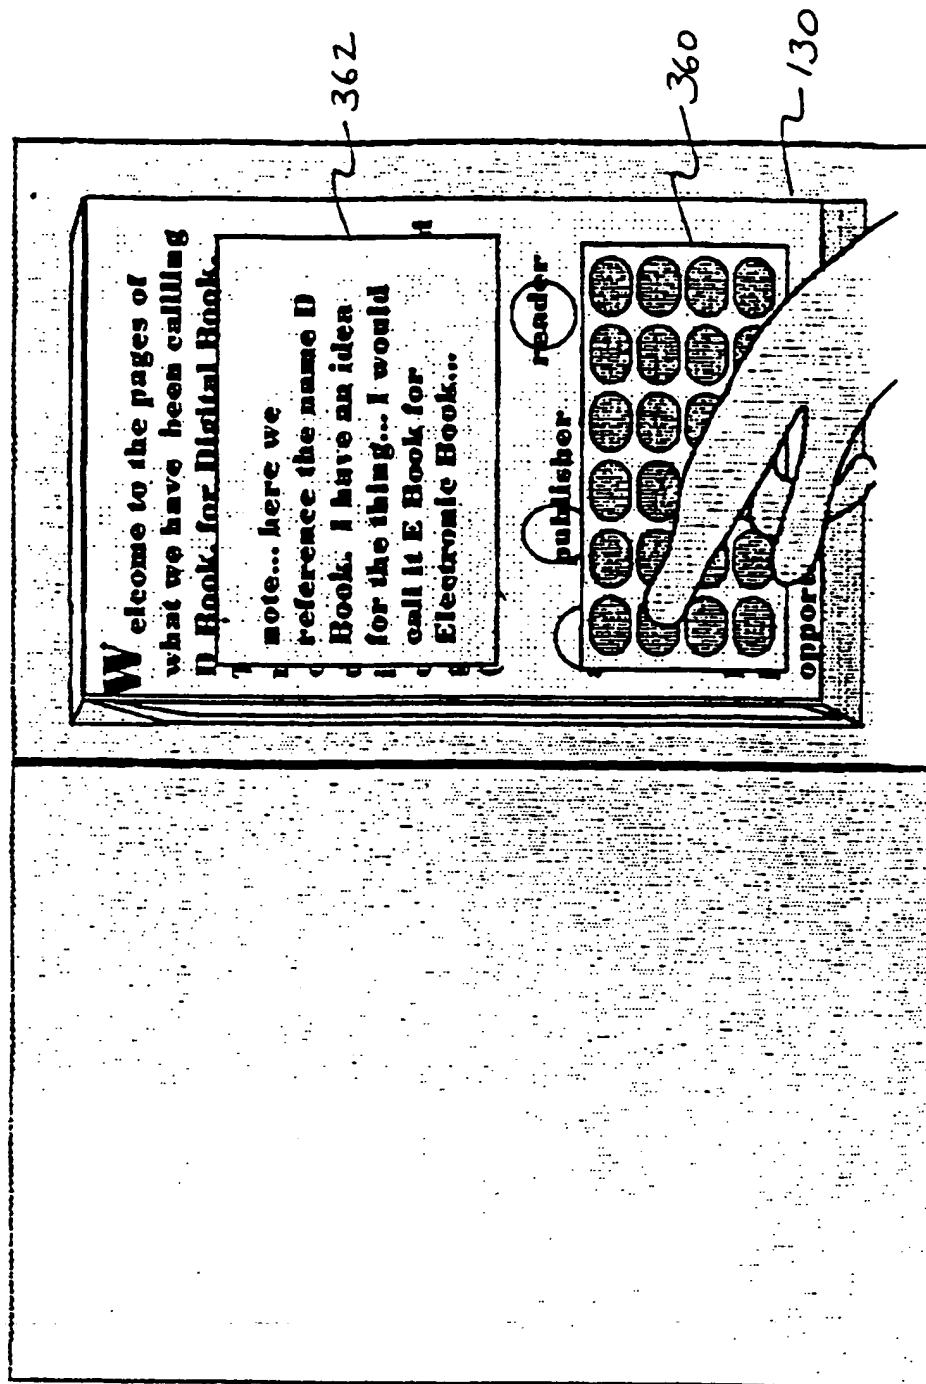 Welcome to the pages of
what we have been callling
D Book, for Digital Book.
note... here we
reference the name D
Book. I have an idea
for the thing... I would
call it E Book for
Electronic Book...
publisher
reader
opport
362
360
130